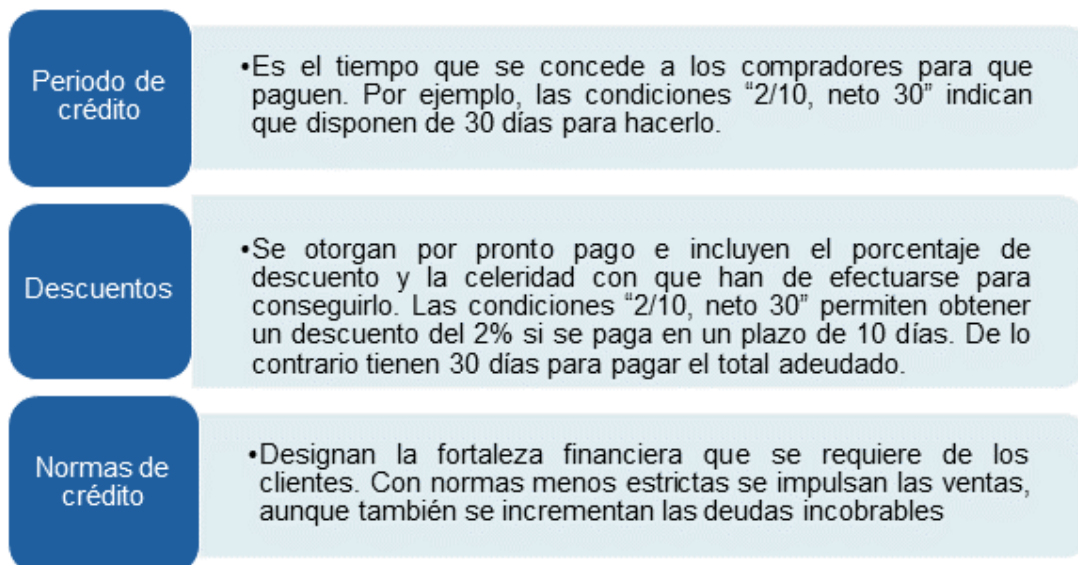 Periodo de
crédito
•Es el tiempo que se concede a los compradores para que
paguen. Por ejemplo, las condiciones “2/10, neto 30” indican
que disponen de 30 días para hacerlo.
Descuentos
•Se otorgan por pronto pago e incluyen el porcentaje de
descuento y la celeridad con que han de efectuarse para
conseguirlo. Las condiciones “2/10, neto 30” permiten obtener
un descuento del 2% si se paga en un plazo de 10 días. De lo
contrario tienen 30 días para pagar el total adeudado.
Normas de
crédito
•Designan la fortaleza financiera que se requiere de los
clientes. Con normas menos estrictas se impulsan las ventas,
aunque también se incrementan las deudas incobrables